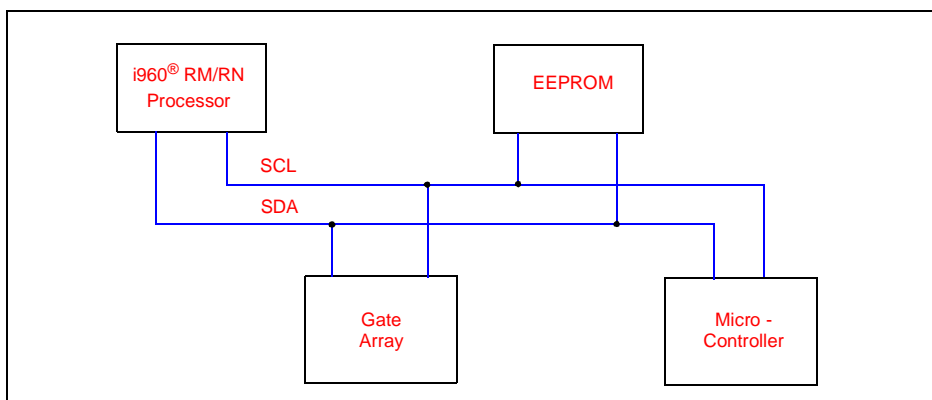 i960® RM/RN
Processor
EEPROM
SCL
SDA
Gate
Array
Micro -
Controller